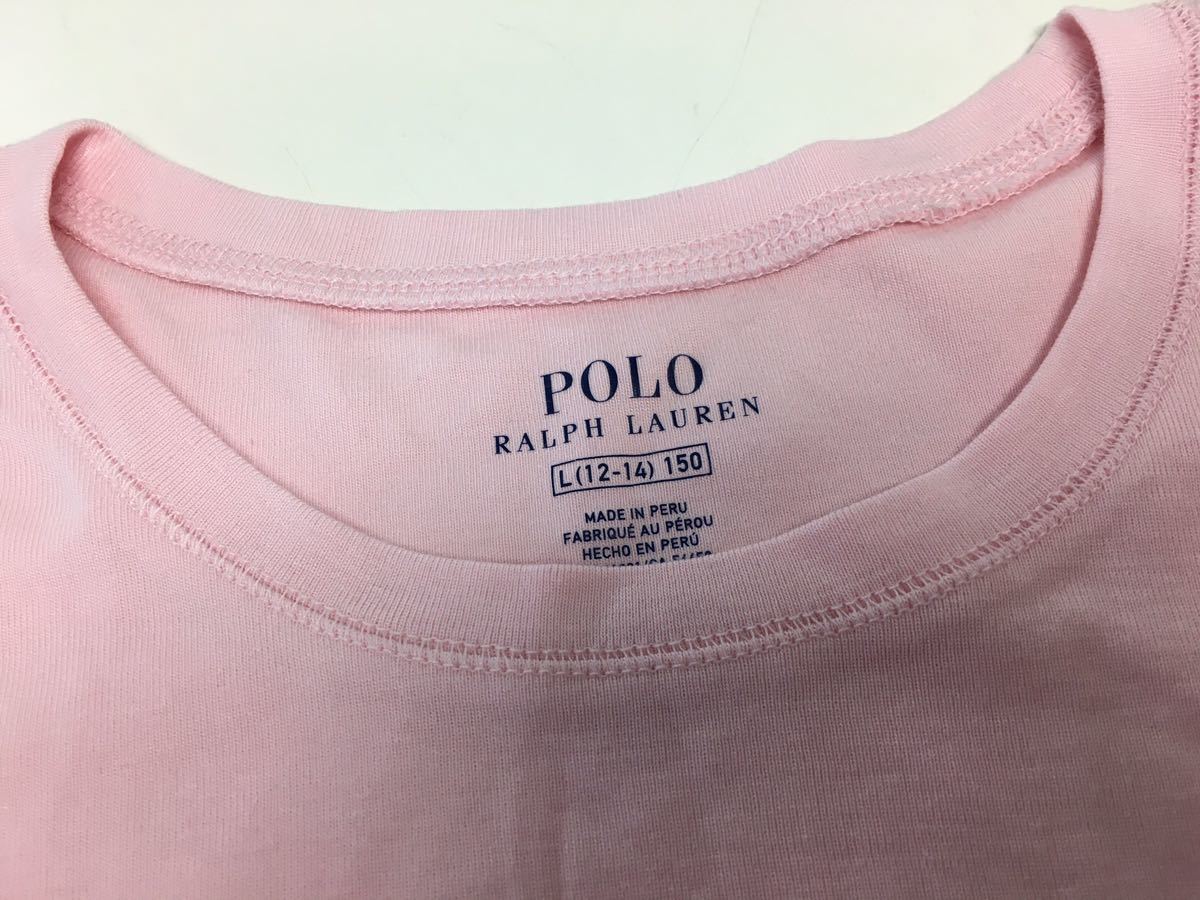 POLO
RALPH LAUREN
L (12-14) 150
MADE IN PERU
FABRIQUÉ AU PÉROU
HECHO EN PERÚ